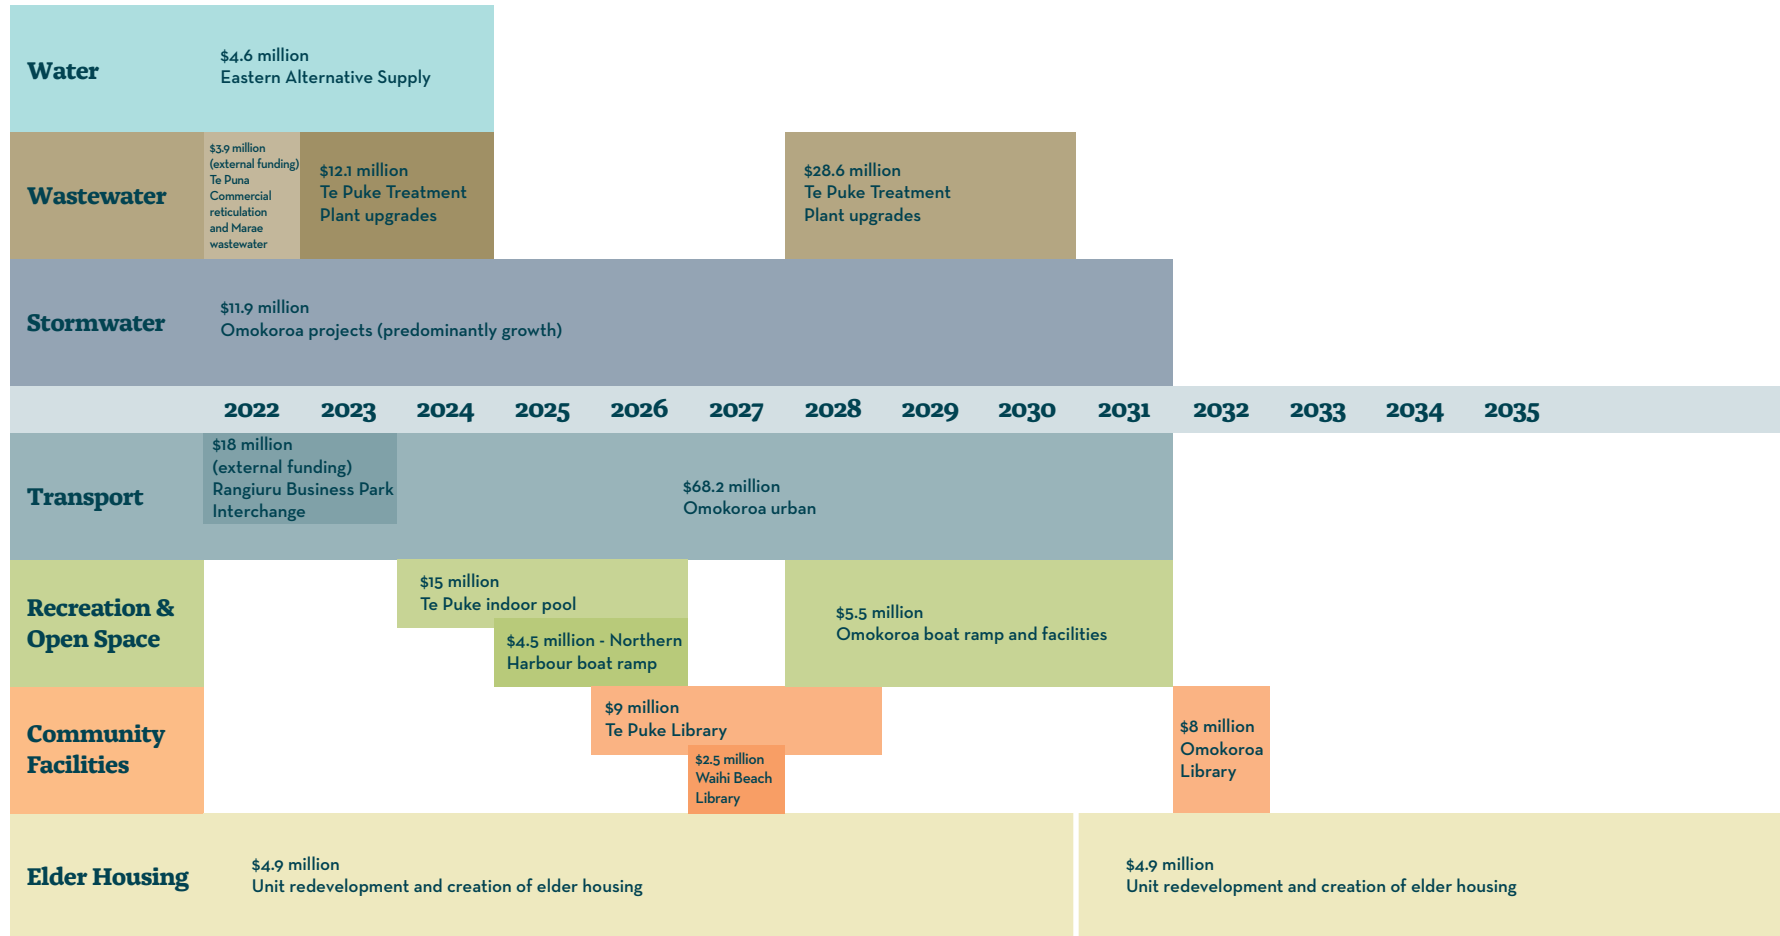 Water
$4.6 million
Eastern Alternative Supply
Wastewater
$3.9 million
(external funding)
Te Puna
Commercial
reticulation
and Marae
wastewater
$12.1 million
Te Puke Treatment
Plant upgrades
$28.6 million
Te Puke Treatment
Plant upgrades
Stormwater
$11.9 million
Omokoroa projects (predominantly growth)
2022 2023 2024 2025 2026 2027 2028 2029 2030 2031 2032 2033 2034 2035
Transport
$18 million
(external funding)
Rangiuru Business Park
Interchange
$68.2 million
Omokoroa urban
Recreation &
Open Space
$15 million
Te Puke indoor pool
$4.5 million - Northern
Harbour boat ramp
$5.5 million
Omokoroa boat ramp and facilities
Community
Facilities
$9 million
Te Puke Library
$2.5 million
Waihi Beach
Library
$8 million
Omokoroa
Library
Elder Housing
$4.9 million
Unit redevelopment and creation of elder housing
$4.9 million
Unit redevelopment and creation of elder housing